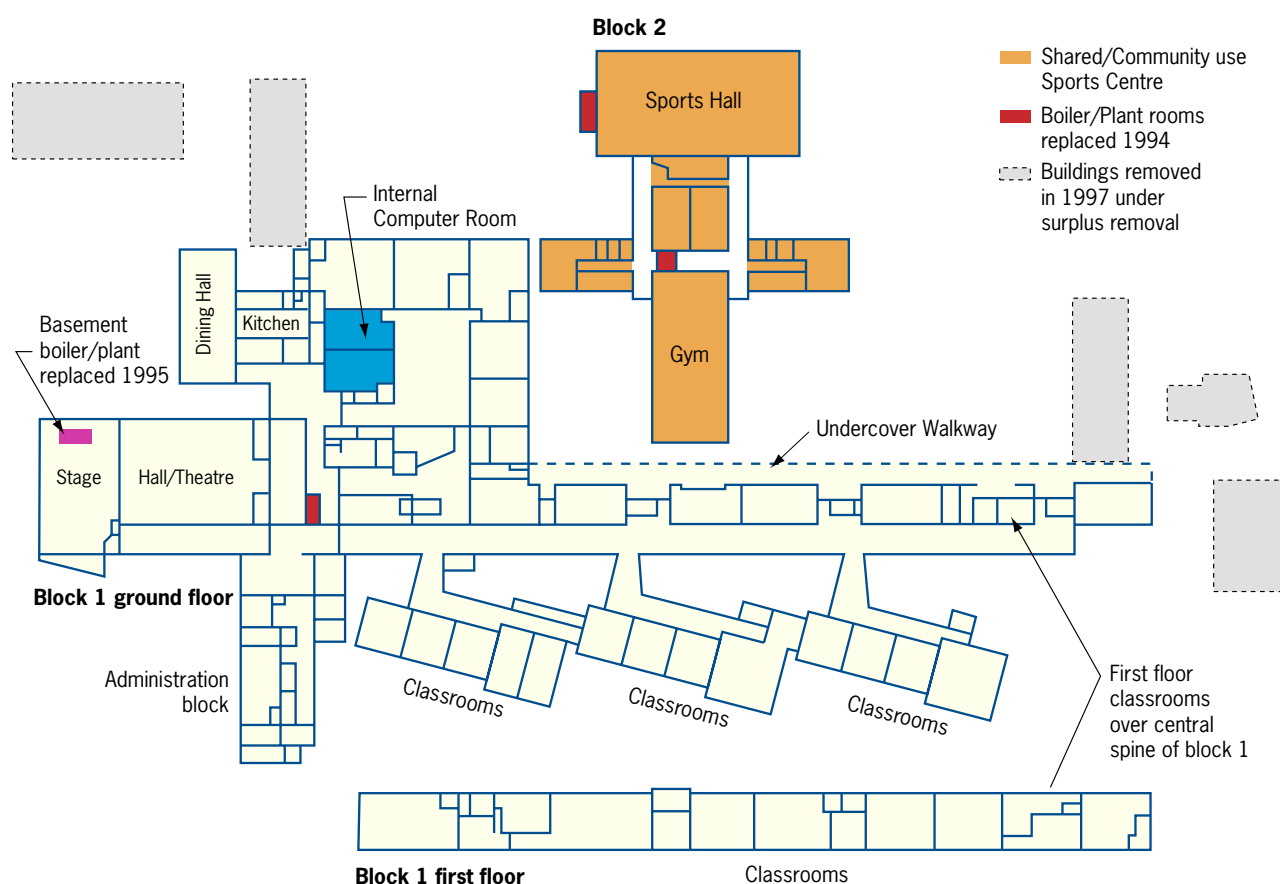 Block 2
Sports Hall
Shared/Community use
Sports Centre
Boiler/Plant rooms
replaced 1994
Buildings removed
in 1997 under
surplus removal
Internal
Computer Room
Dining Hall
Kitchen
Basement
boiler/plant
replaced 1995
Gym
Undercover Walkway
Stage
Hall/Theatre
Block 1 ground floor
Administration
block
Classrooms
Classrooms
Classrooms
First floor
classrooms
over central
spine of block 1
Block 1 first floor
Classrooms